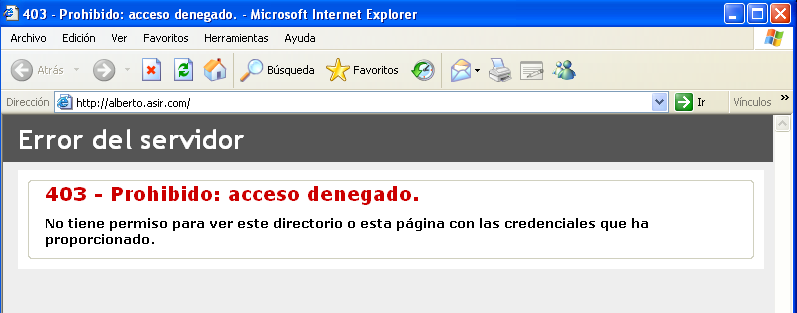 403 - Prohibido: acceso denegado. - Microsoft Internet Explorer
Archivo Edición Ver Favoritos Herramientas Ayuda
Atrás Búsqueda Favoritos
Dirección http://alberto.asir.com/ Ir Vínculos »
Error del servidor
403 - Prohibido: acceso denegado.
No tiene permiso para ver este directorio o esta página con las credenciales que ha
proporcionado.